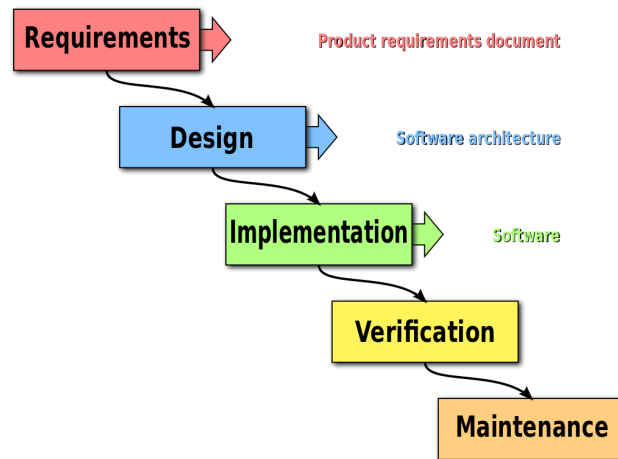 Requirements
Product requirements document
Design
Software architecture
Implementation
Software
Verification
Maintenance